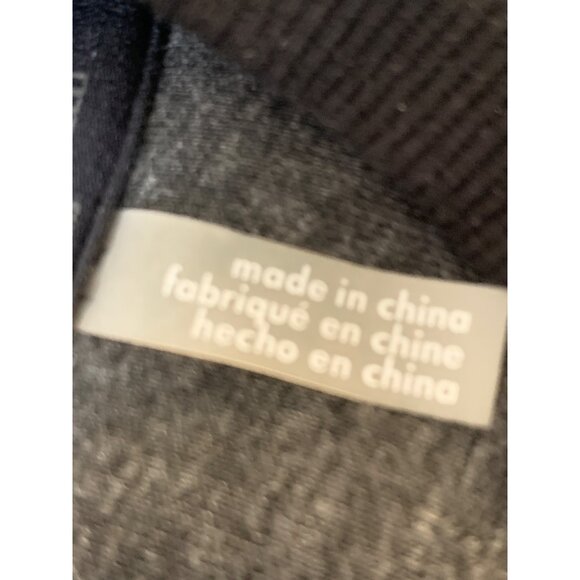 made in china
fabriqué en chine
hecho en china